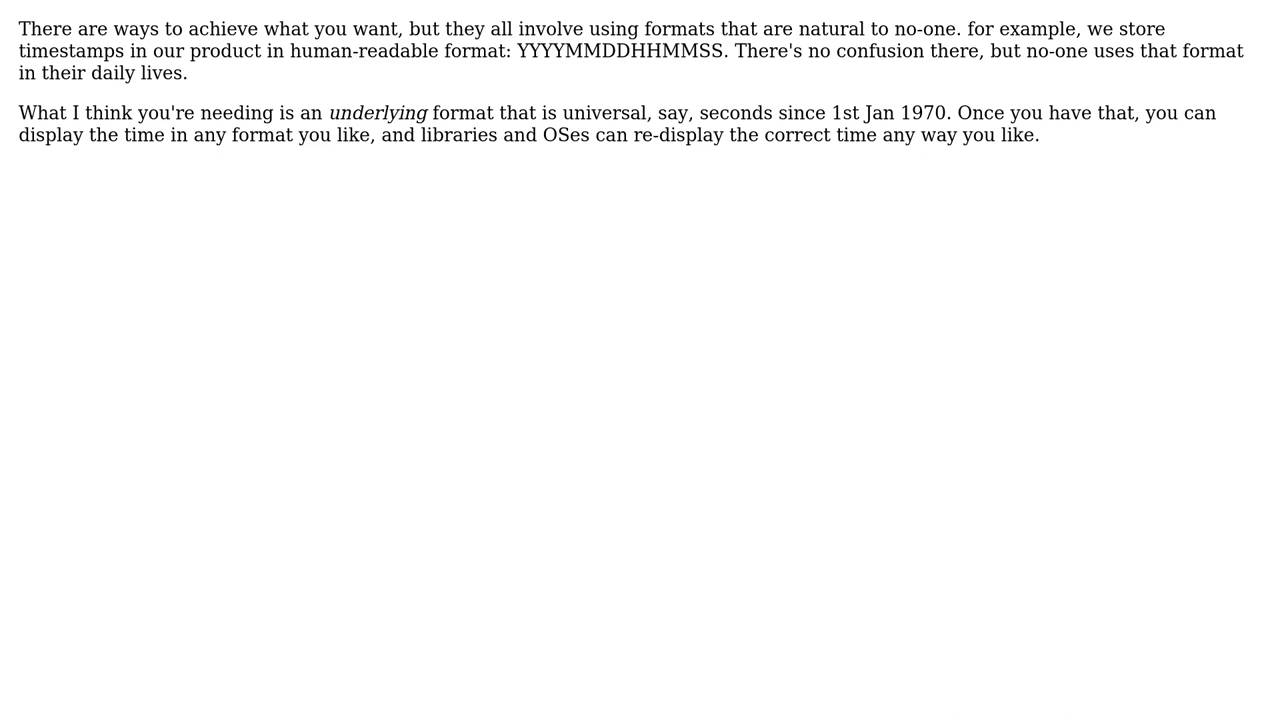 There are ways to achieve what you want, but they all involve using formats that are natural to no-one. for example, we store
timestamps in our product in human-readable format: YYYYMMDDHHMMSS. There's no confusion there, but no-one uses that format
in their daily lives.
What I think you're needing is an underlying format that is universal, say, seconds since 1st Jan 1970. Once you have that, you can
display the time in any format you like, and libraries and OSes can re-display the correct time any way you like.